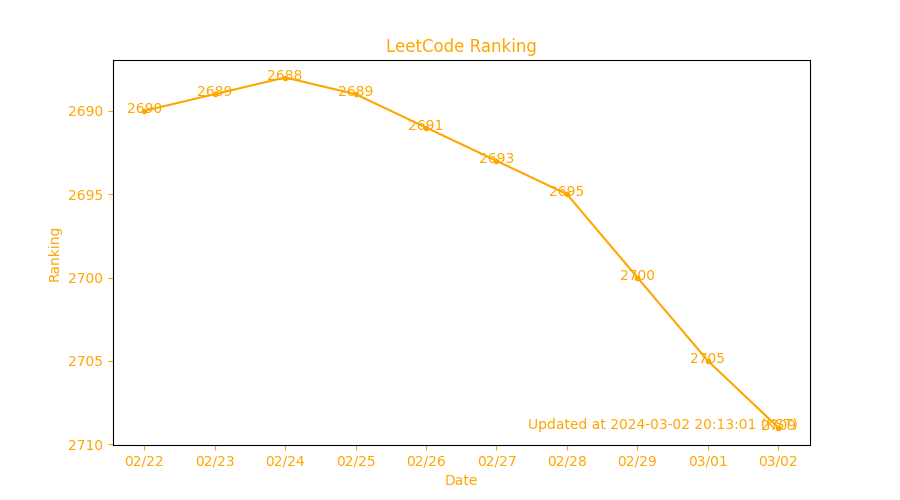 LeetCode Ranking
2690 2689 2688 2689 2691 2693 2695 2700 2705 2709
Ranking
2690
2695
2700
2705
2710
Updated at 2024-03-02 20:13:01
02/22 02/23 02/24 02/25 02/26 02/27 02/28 02/29 03/01 03/02
Date